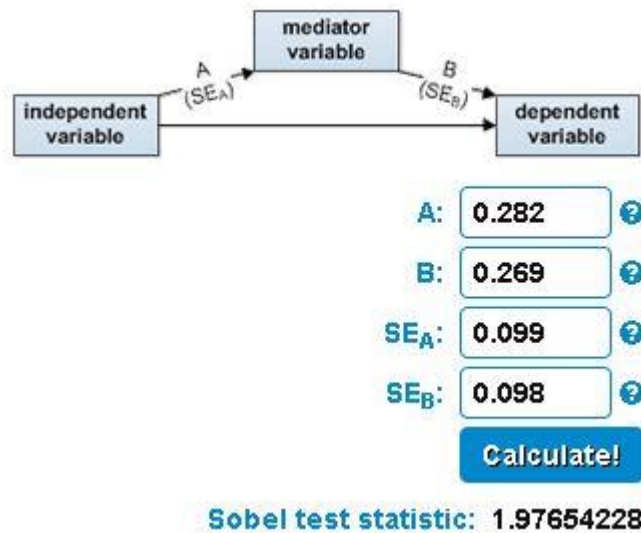 mediator
variable
A
(SEA)
B
(SEB)
independent
variable
dependent
variable
A: 0.282 ?
B: 0.269 ?
SEA: 0.099 ?
SEB: 0.098 ?
Calculate!
Sobel test statistic: 1.97654228